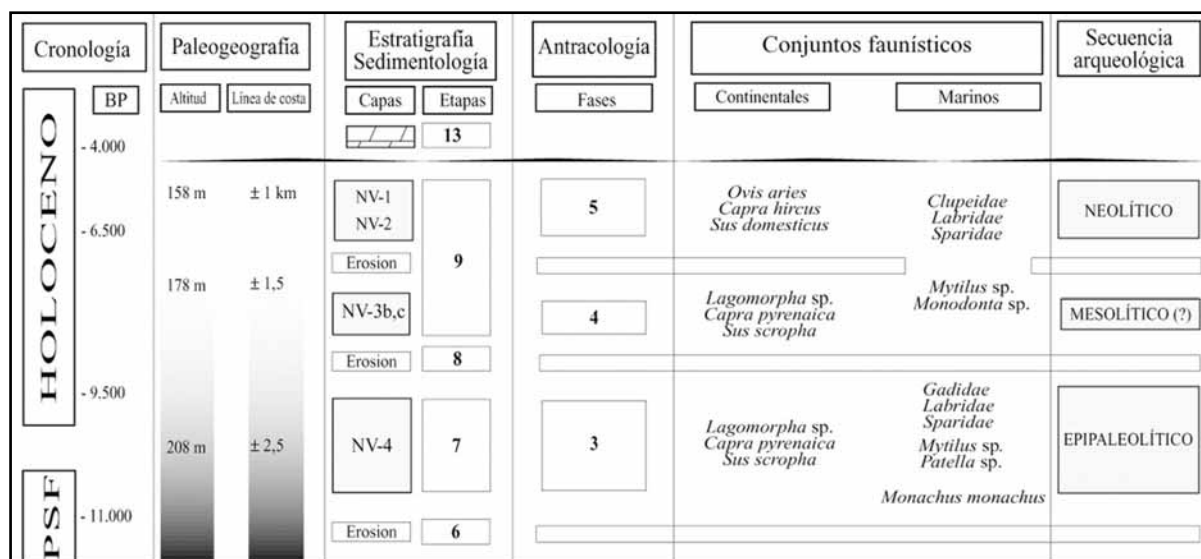 Cronología
Paleogeografía
Estratigrafía
Sedimentología
Antracología
Conjuntos faunísticos
Secuencia
arqueológica
BP
Altitud
Línea de costa
Capas
Etapas
Fases
Continentales
Marinos
HOLOCENO
PSF
- 4.000
- 6.500
- 9.500
- 11.000
13
158 m
± 1 km
NV-1
NV-2
9
5
Ovis aries
Capra hircus
Sus domesticus
Clupeidae
Labridae
Sparidae
NEOLÍTICO
Erosion
178 m
± 1,5
NV-3b,c
4
Lagomorpha sp.
Capra pyrenaica
Sus scropha
Mytilus sp.
Monodonta sp.
MESOLÍTICO (?)
Erosion
8
208 m
± 2,5
NV-4
7
3
Lagomorpha sp.
Capra pyrenaica
Sus scropha
Gadidae
Labridae
Sparidae
Mytilus sp.
Patella sp.
Monachus monachus
EPIPALEOLÍTICO
Erosion
6